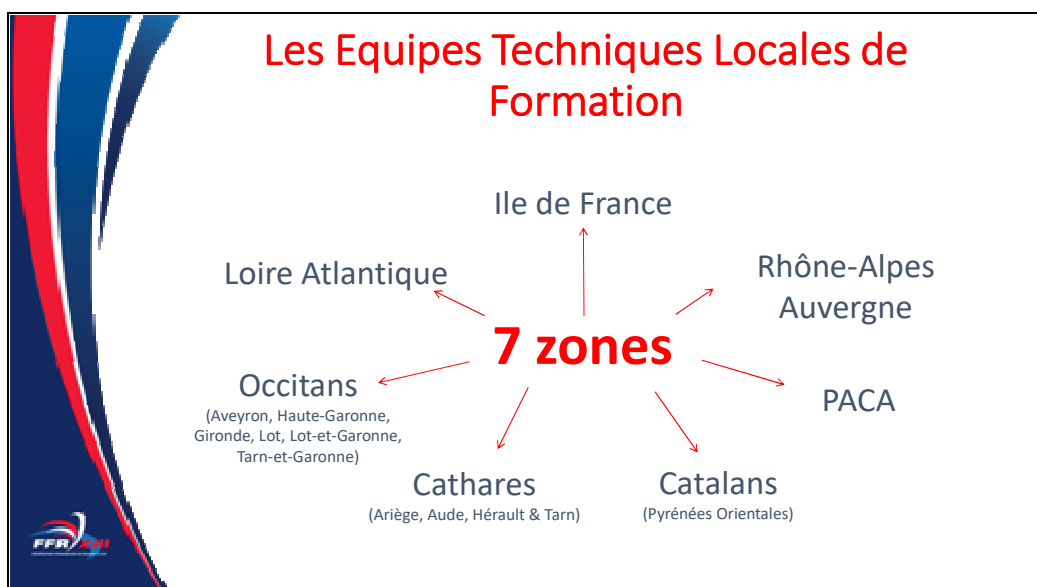 Les Equipes Techniques Locales de
Formation
Ile de France
Loire Atlantique
Rhône-Alpes
Auvergne
7 zones
Occitans
(Aveyron, Haute-Garonne,
Gironde, Lot, Lot-et-Garonne,
Tarn-et-Garonne)
PACA
Cathares
(Ariège, Aude, Hérault & Tarn)
Catalans
(Pyrénées Orientales)
FFR XIII